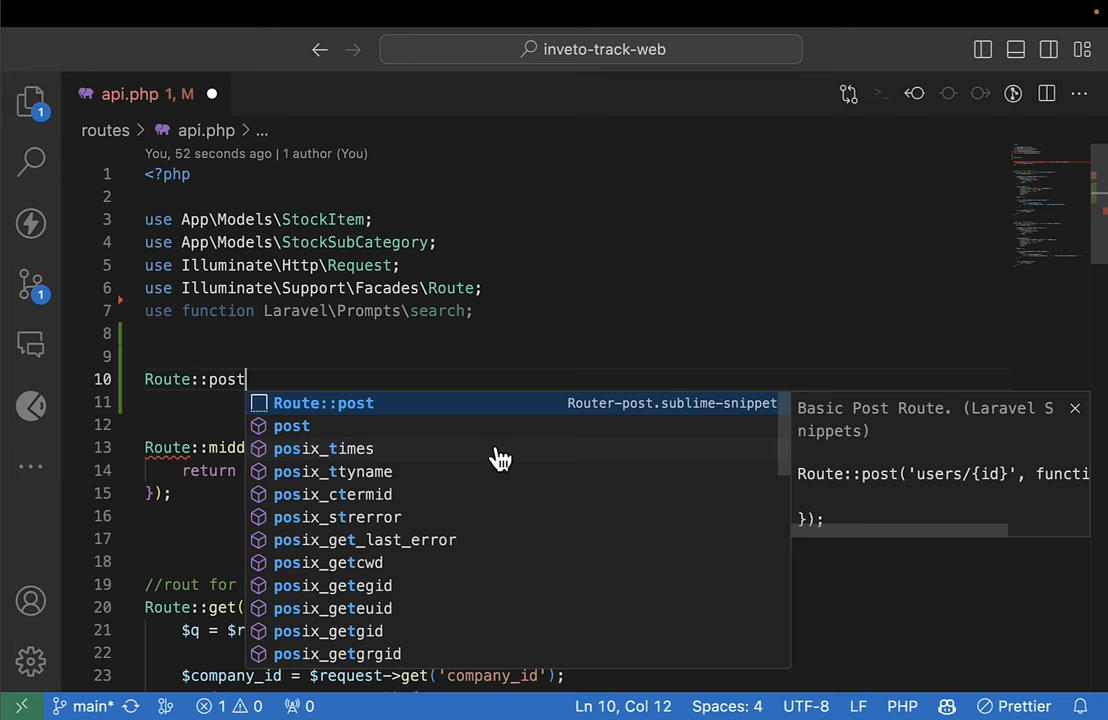 inveto-track-web
api.php 1, M
routes > api.php > ...
You, 52 seconds ago | 1 author (You)
1 <?php
2
3 use App\Models\StockItem;
4 use App\Models\StockSubCategory;
5 use Illuminate\Http\Request;
6 use Illuminate\Support\Facades\Route;
7 use function Laravel\Prompts\search;
8
9
10 Route::post
11
12
13 Route::midd
14 return
15 });
16
17
18
19 //rout for
20 Route::get(
21 $q = $r
22
23 $company_id = $request->get('company_id');
Route::post Router-post.sublime-snippet
post
posix_times
posix_ttyname
posix_ctermid
posix_strerror
posix_get_last_error
posix_getcwd
posix_getegid
posix_geteuid
posix_getgid
posix_getgrgid
Basic Post Route. (Laravel S
nippets)
Route::post('users/{id}', functi
});
1
1
main* 1 0 0 Ln 10, Col 12 Spaces: 4 UTF-8 LF PHP Prettier